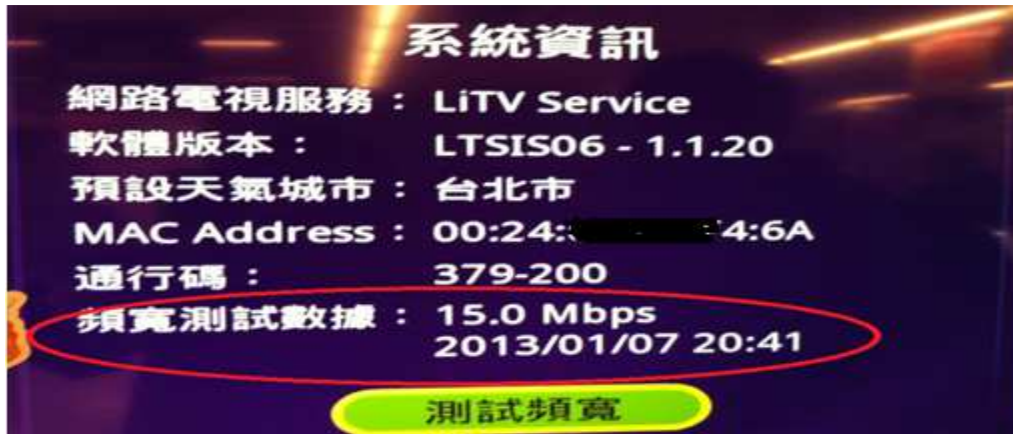 系統資訊
網路電視服務： LiTV Service
軟體版本： LTSIS06 - 1.1.20
預設天氣城市： 台北市
MAC Address： 00:24: 4:6A
通行碼： 379-200
頻寬測試數據： 15.0 Mbps
2013/01/07 20:41
測試頻寬